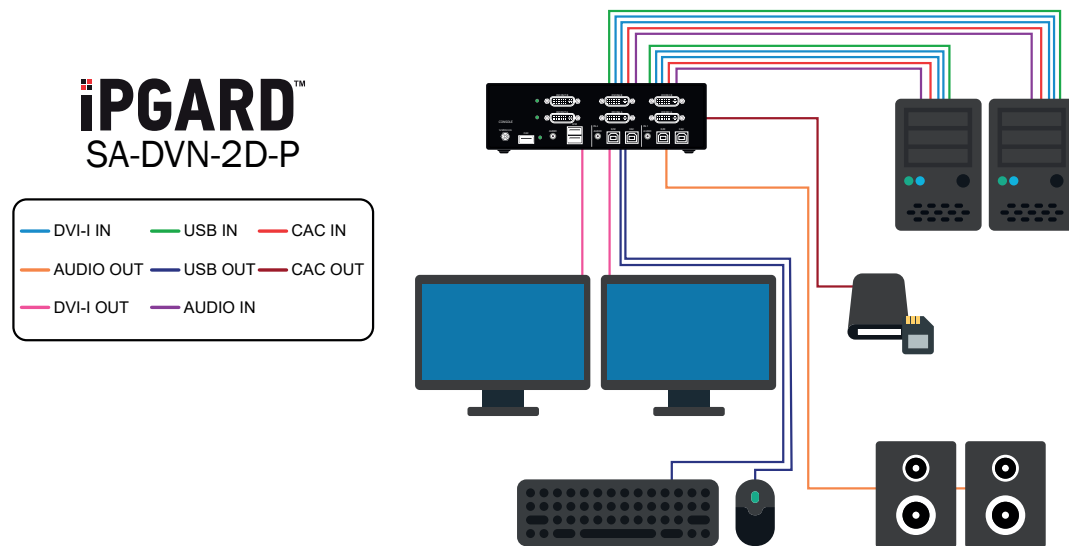 iPGARD™
SA-DVN-2D-P
DVI-I IN USB IN CAC IN
AUDIO OUT USB OUT CAC OUT
DVI-I OUT AUDIO IN
CONSOLE